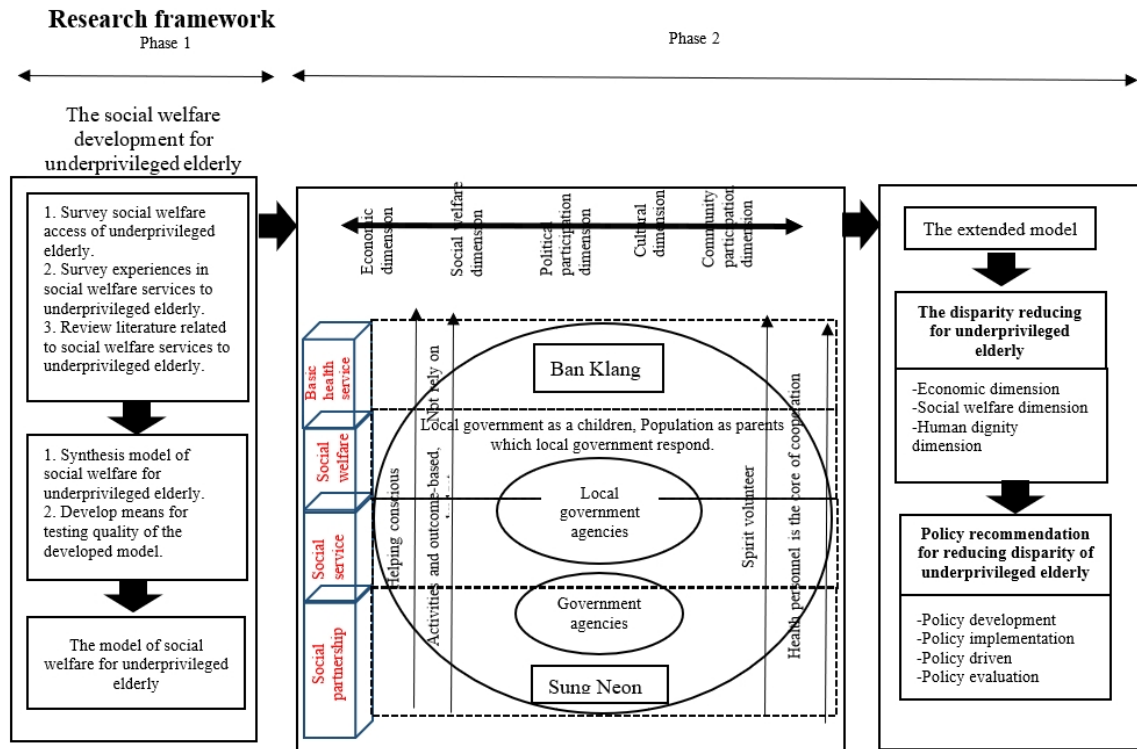 Research framework
Phase 1
Phase 2
The social welfare
development for
underprivileged elderly
1. Survey social welfare
access of underprivileged
elderly.
2. Survey experiences in
social welfare services to
underprivileged elderly.
3. Review literature related
to social welfare services to
underprivileged elderly.
1. Synthesis model of
social welfare for
underprivileged elderly.
2. Develop means for
testing quality of the
developed model.
The model of social
welfare for underprivileged
elderly
Economic
dimension
Social welfare
dimension
Political
participation
dimension
Cultural
dimension
Community
participation
dimension
Basic
health
service
Social
welfare
Social
service
Social
partnership
Helping conscious
Activities and outcome-based, Not rely on
Ban Klang
Local government as a children, Population as parents
which local government respond.
Local
government
agencies
Government
agencies
Sung Neon
Spirit volunteer
Health personnel is the core of cooperation
The extended model
The disparity reducing
for underprivileged
elderly
-Economic dimension
-Social welfare dimension
-Human dignity
dimension
Policy recommendation
for reducing disparity of
underprivileged elderly
-Policy development
-Policy implementation
-Policy driven
-Policy evaluation